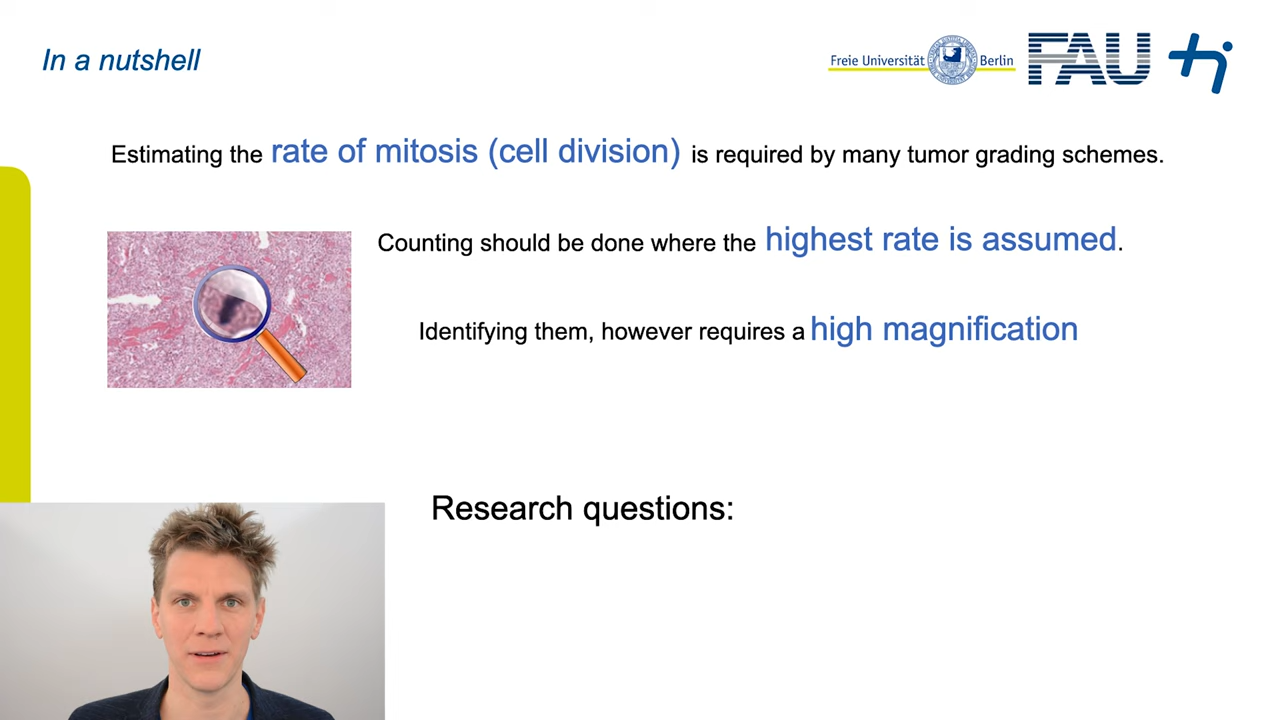 In a nutshell
Freie Universität Berlin
FAU
Estimating the rate of mitosis (cell division) is required by many tumor grading schemes.
Counting should be done where the highest rate is assumed.
Identifying them, however requires a high magnification
Research questions: